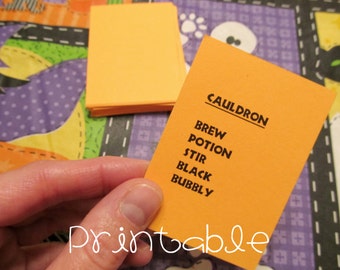 CAULDRON
BREW
POTION
STIR
BLACK
BUBBLY
Printable